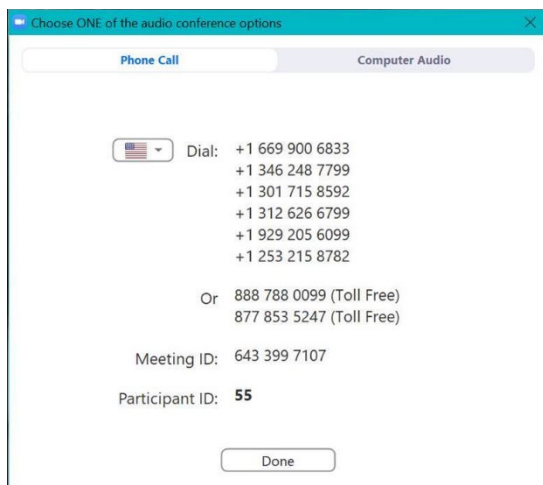 Choose ONE of the audio conference options
Phone Call Computer Audio
Dial: +1 669 900 6833
+1 346 248 7799
+1 301 715 8592
+1 312 626 6799
+1 929 205 6099
+1 253 215 8782
Or 888 788 0099 (Toll Free)
877 853 5247 (Toll Free)
Meeting ID: 643 399 7107
Participant ID: 55
Done